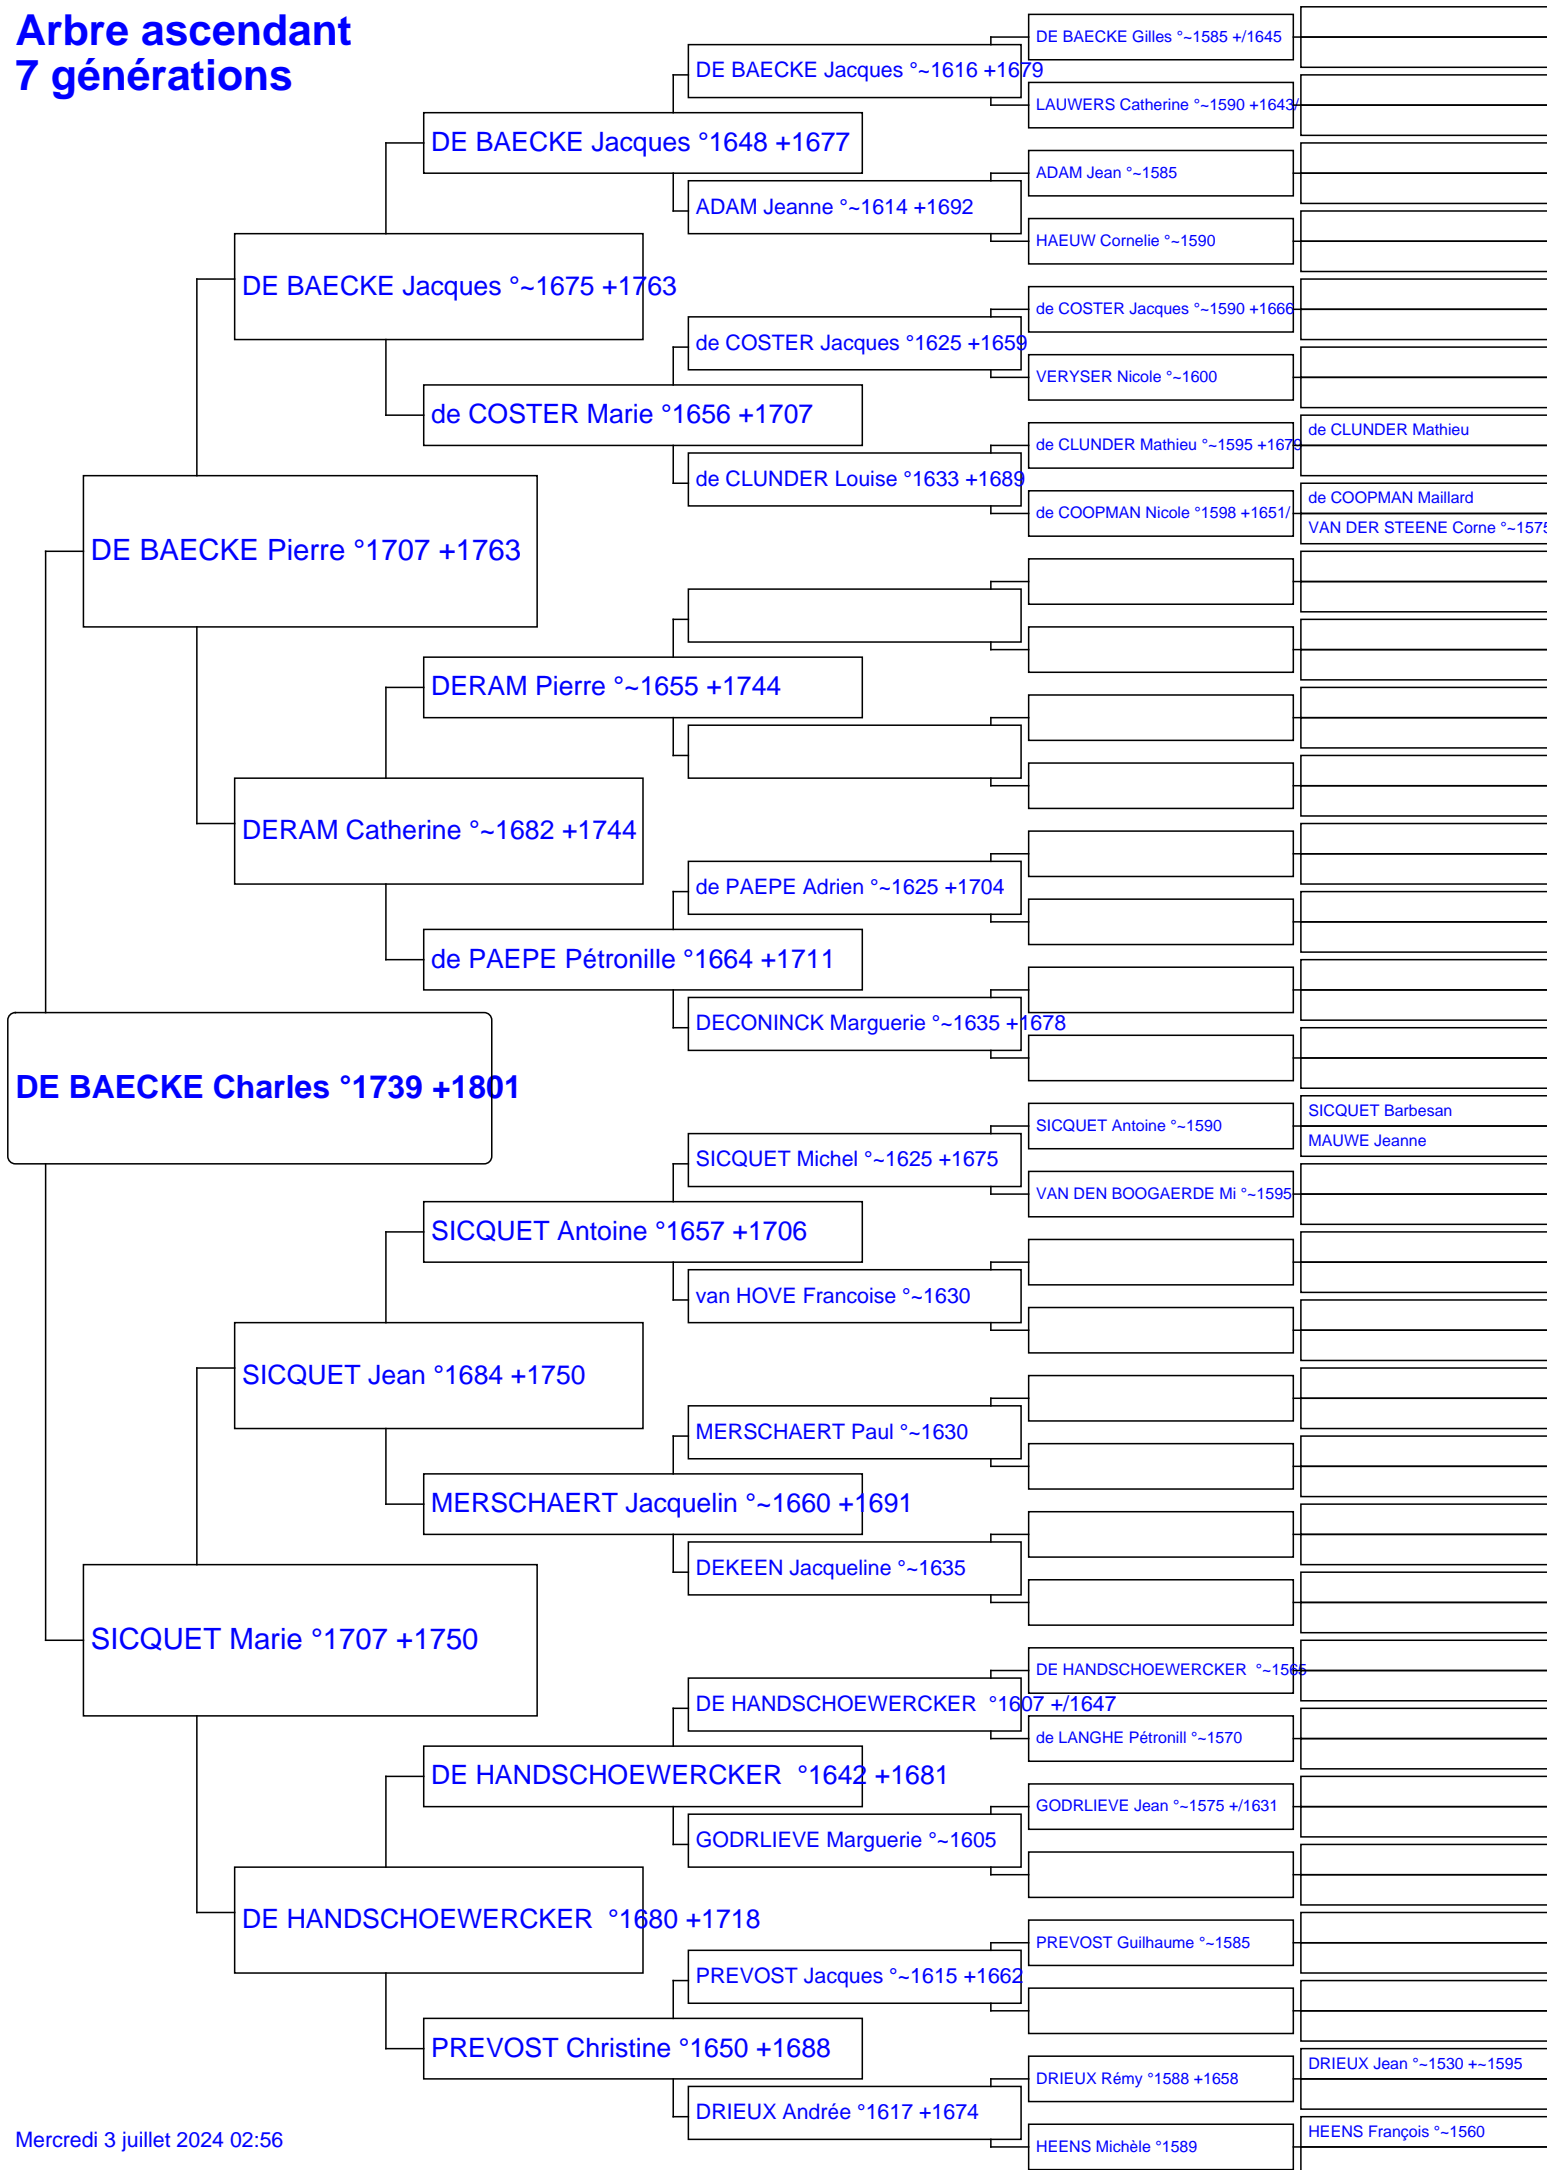 Arbre ascendant
7 générations
DE BAECKE Charles °1739 +1801
DE BAECKE Pierre °1707 +1763
SICQUET Marie °1707 +1750
DE BAECKE Jacques °~1675 +1763
DERAM Catherine °~1682 +1744
SICQUET Jean °1684 +1750
DE HANDSCHOEWERCKER  °1680 +1718
DE BAECKE Jacques °1648 +1677
de COSTER Marie °1656 +1707
DERAM Pierre °~1655 +1744
de PAEPE Pétronille °1664 +1711
SICQUET Antoine °1657 +1706
MERSCHAERT Jacquelin °~1660 +1691
DE HANDSCHOEWERCKER  °1642 +1681
PREVOST Christine °1650 +1688
DE BAECKE Jacques °~1616 +1679
ADAM Jeanne °~1614 +1692
de COSTER Jacques °1625 +1659
de CLUNDER Louise °1633 +1689
de PAEPE Adrien °~1625 +1704
DECONINCK Marguerie °~1635 +1678
SICQUET Michel °~1625 +1675
van HOVE Francoise °~1630
MERSCHAERT Paul °~1630
DEKEEN Jacqueline °~1635
DE HANDSCHOEWERCKER  °1607 +/1647
GODRLIEVE Marguerie °~1605
PREVOST Jacques °~1615 +1662
DRIEUX Andrée °1617 +1674
DE BAECKE Gilles °~1585 +/1645
LAUWERS Catherine °~1590 +1643/
ADAM Jean °~1585
HAEUW Cornelie °~1590
de COSTER Jacques °~1590 +1666
VERYSER Nicole °~1600
de CLUNDER Mathieu °~1595 +1679
de COOPMAN Nicole °1598 +1651/
SICQUET Antoine °~1590
VAN DEN BOOGAERDE Mi °~1595
DE HANDSCHOEWERCKER  °~1565
de LANGHE Pétronill °~1570
GODRLIEVE Jean °~1575 +/1631
PREVOST Guilhaume °~1585
DRIEUX Rémy °1588 +1658
HEENS Michèle °1589
de CLUNDER Mathieu
de COOPMAN Maillard
VAN DER STEENE Corne °~1575
SICQUET Barbesan
MAUWE Jeanne
DRIEUX Jean °~1530 +~1595
HEENS François °~1560
Mercredi 3 juillet 2024 02:56